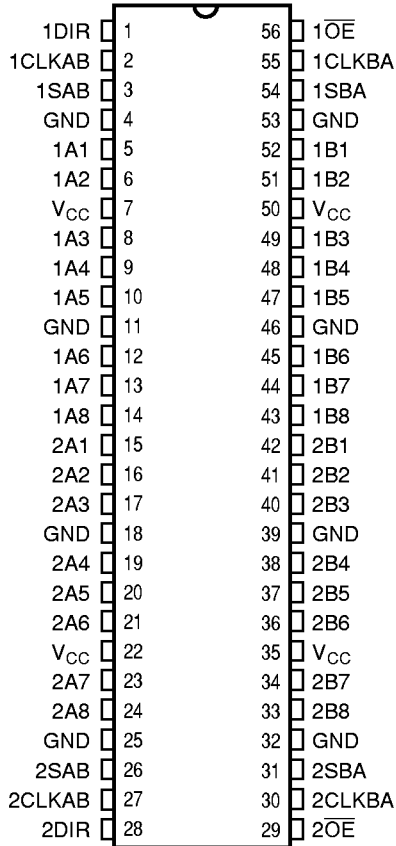 1DIR 1 56 1O̅E̅
1CLKAB 2 55 1CLKBA
1SAB 3 54 1SBA
GND 4 53 GND
1A1 5 52 1B1
1A2 6 51 1B2
VCC 7 50 VCC
1A3 8 49 1B3
1A4 9 48 1B4
1A5 10 47 1B5
GND 11 46 GND
1A6 12 45 1B6
1A7 13 44 1B7
1A8 14 43 1B8
2A1 15 42 2B1
2A2 16 41 2B2
2A3 17 40 2B3
GND 18 39 GND
2A4 19 38 2B4
2A5 20 37 2B5
2A6 21 36 2B6
VCC 22 35 VCC
2A7 23 34 2B7
2A8 24 33 2B8
GND 25 32 GND
2SAB 26 31 2SBA
2CLKAB 27 30 2CLKBA
2DIR 28 29 2O̅E̅